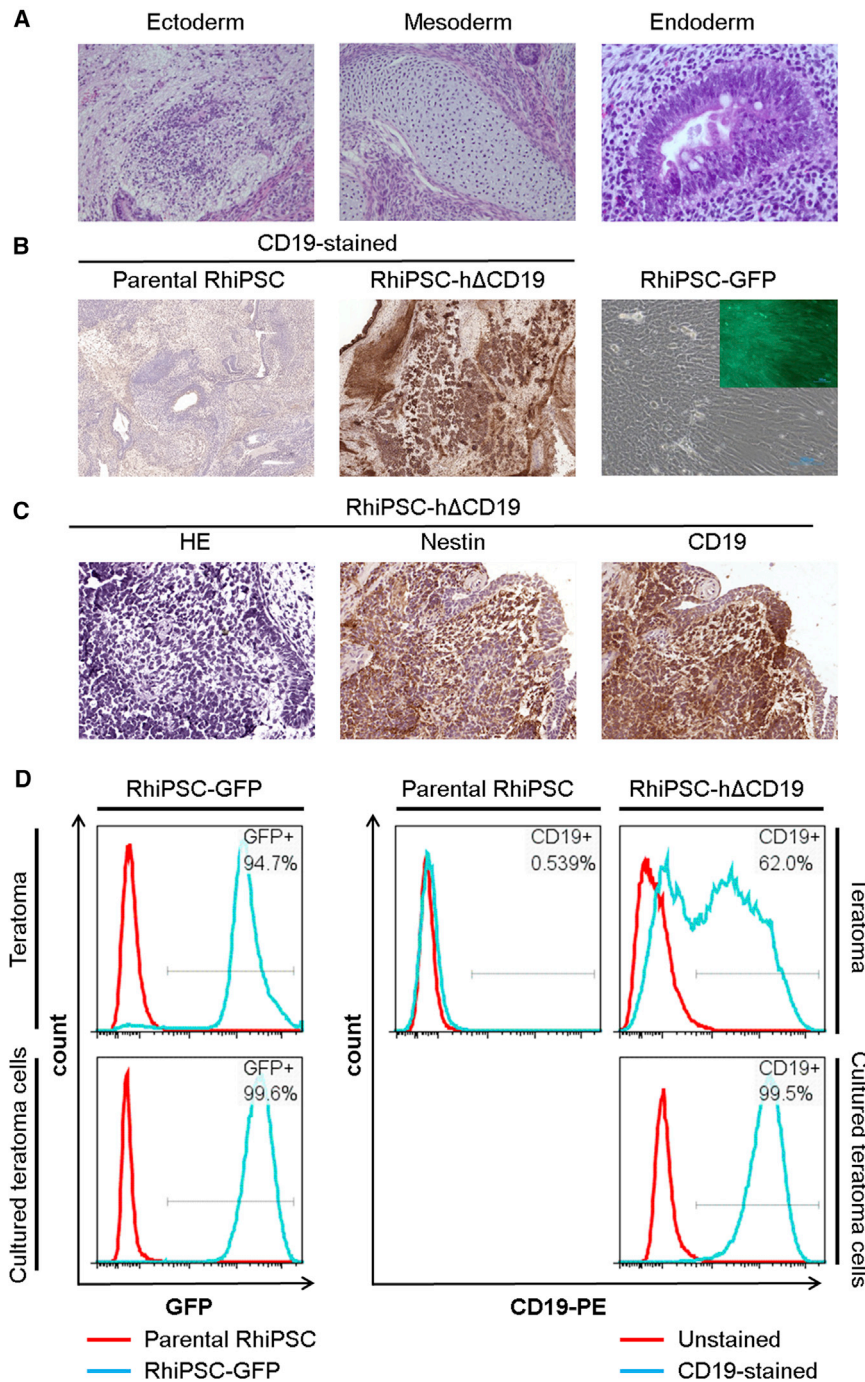 A
Ectoderm Mesoderm Endoderm
B
CD19-stained
Parental RhiPSC RhiPSC-hΔCD19 RhiPSC-GFP
C
RhiPSC-hΔCD19
HE Nestin CD19
D
RhiPSC-GFP Parental RhiPSC RhiPSC-hΔCD19
Teratoma
GFP+
94.7%
CD19+
0.539%
CD19+
62.0%
Teratoma
count
count
Cultured teratoma cells
GFP+
99.6%
CD19+
99.5%
Cultured teratoma cells
GFP
CD19-PE
Parental RhiPSC
RhiPSC-GFP
Unstained
CD19-stained